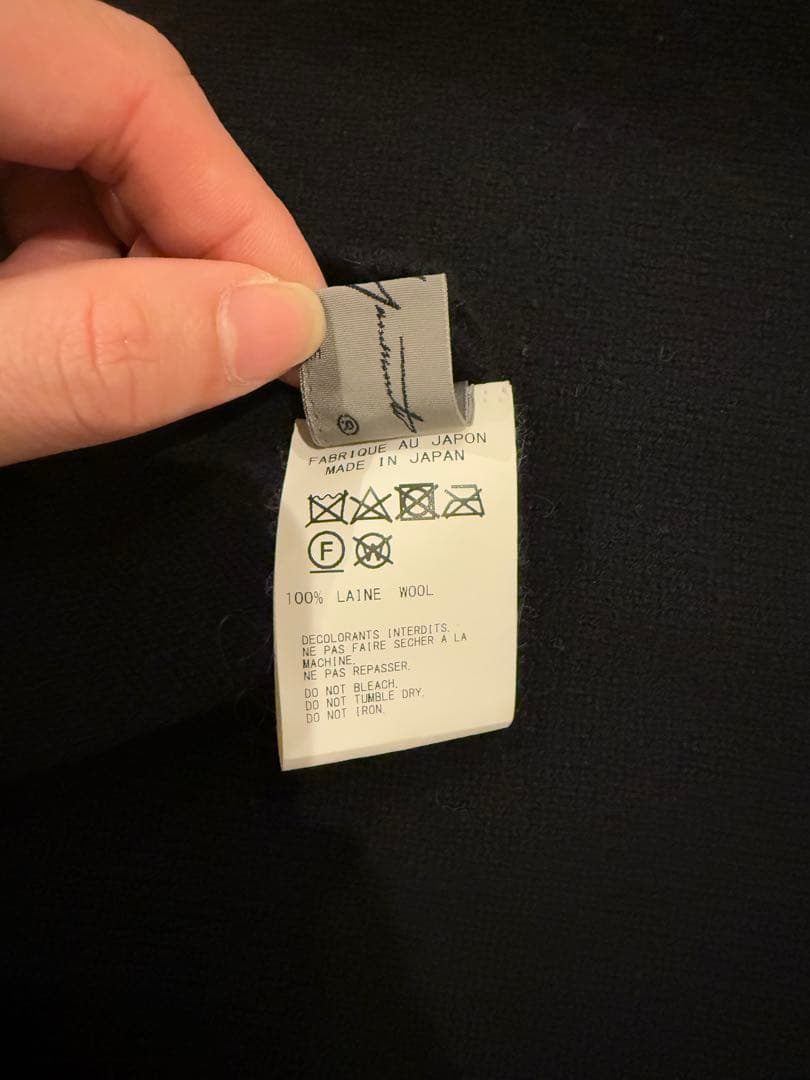 ®
FABRIQUE AU JAPON
MADE IN JAPAN
F W
100% LAINE WOOL
DECOLORANTS INTERDITS.
NE PAS FAIRE SECHER A LA
MACHINE.
NE PAS REPASSER.
DO NOT BLEACH.
DO NOT TUMBLE DRY.
DO NOT IRON.